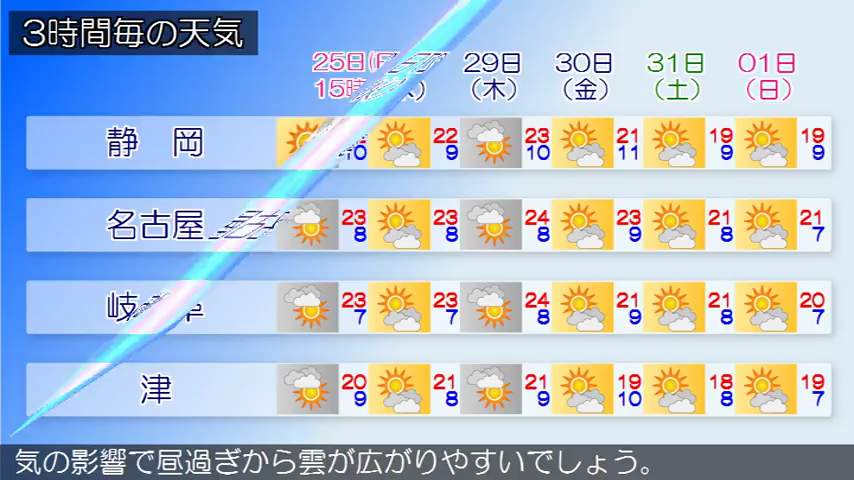 3時間毎の天気
25日(日 29日 30日 31日 01日
15時 (木) (金) (土) (日)
静岡 10 22 9 23 10 21 11 19 9 19 9
名古屋 23 8 23 8 24 8 23 9 21 8 21 7
岐阜 23 7 23 7 24 8 21 9 21 8 20 7
津 20 9 21 8 21 9 19 10 18 8 19 7
気の影響で昼過ぎから雲が広がりやすいでしょう。